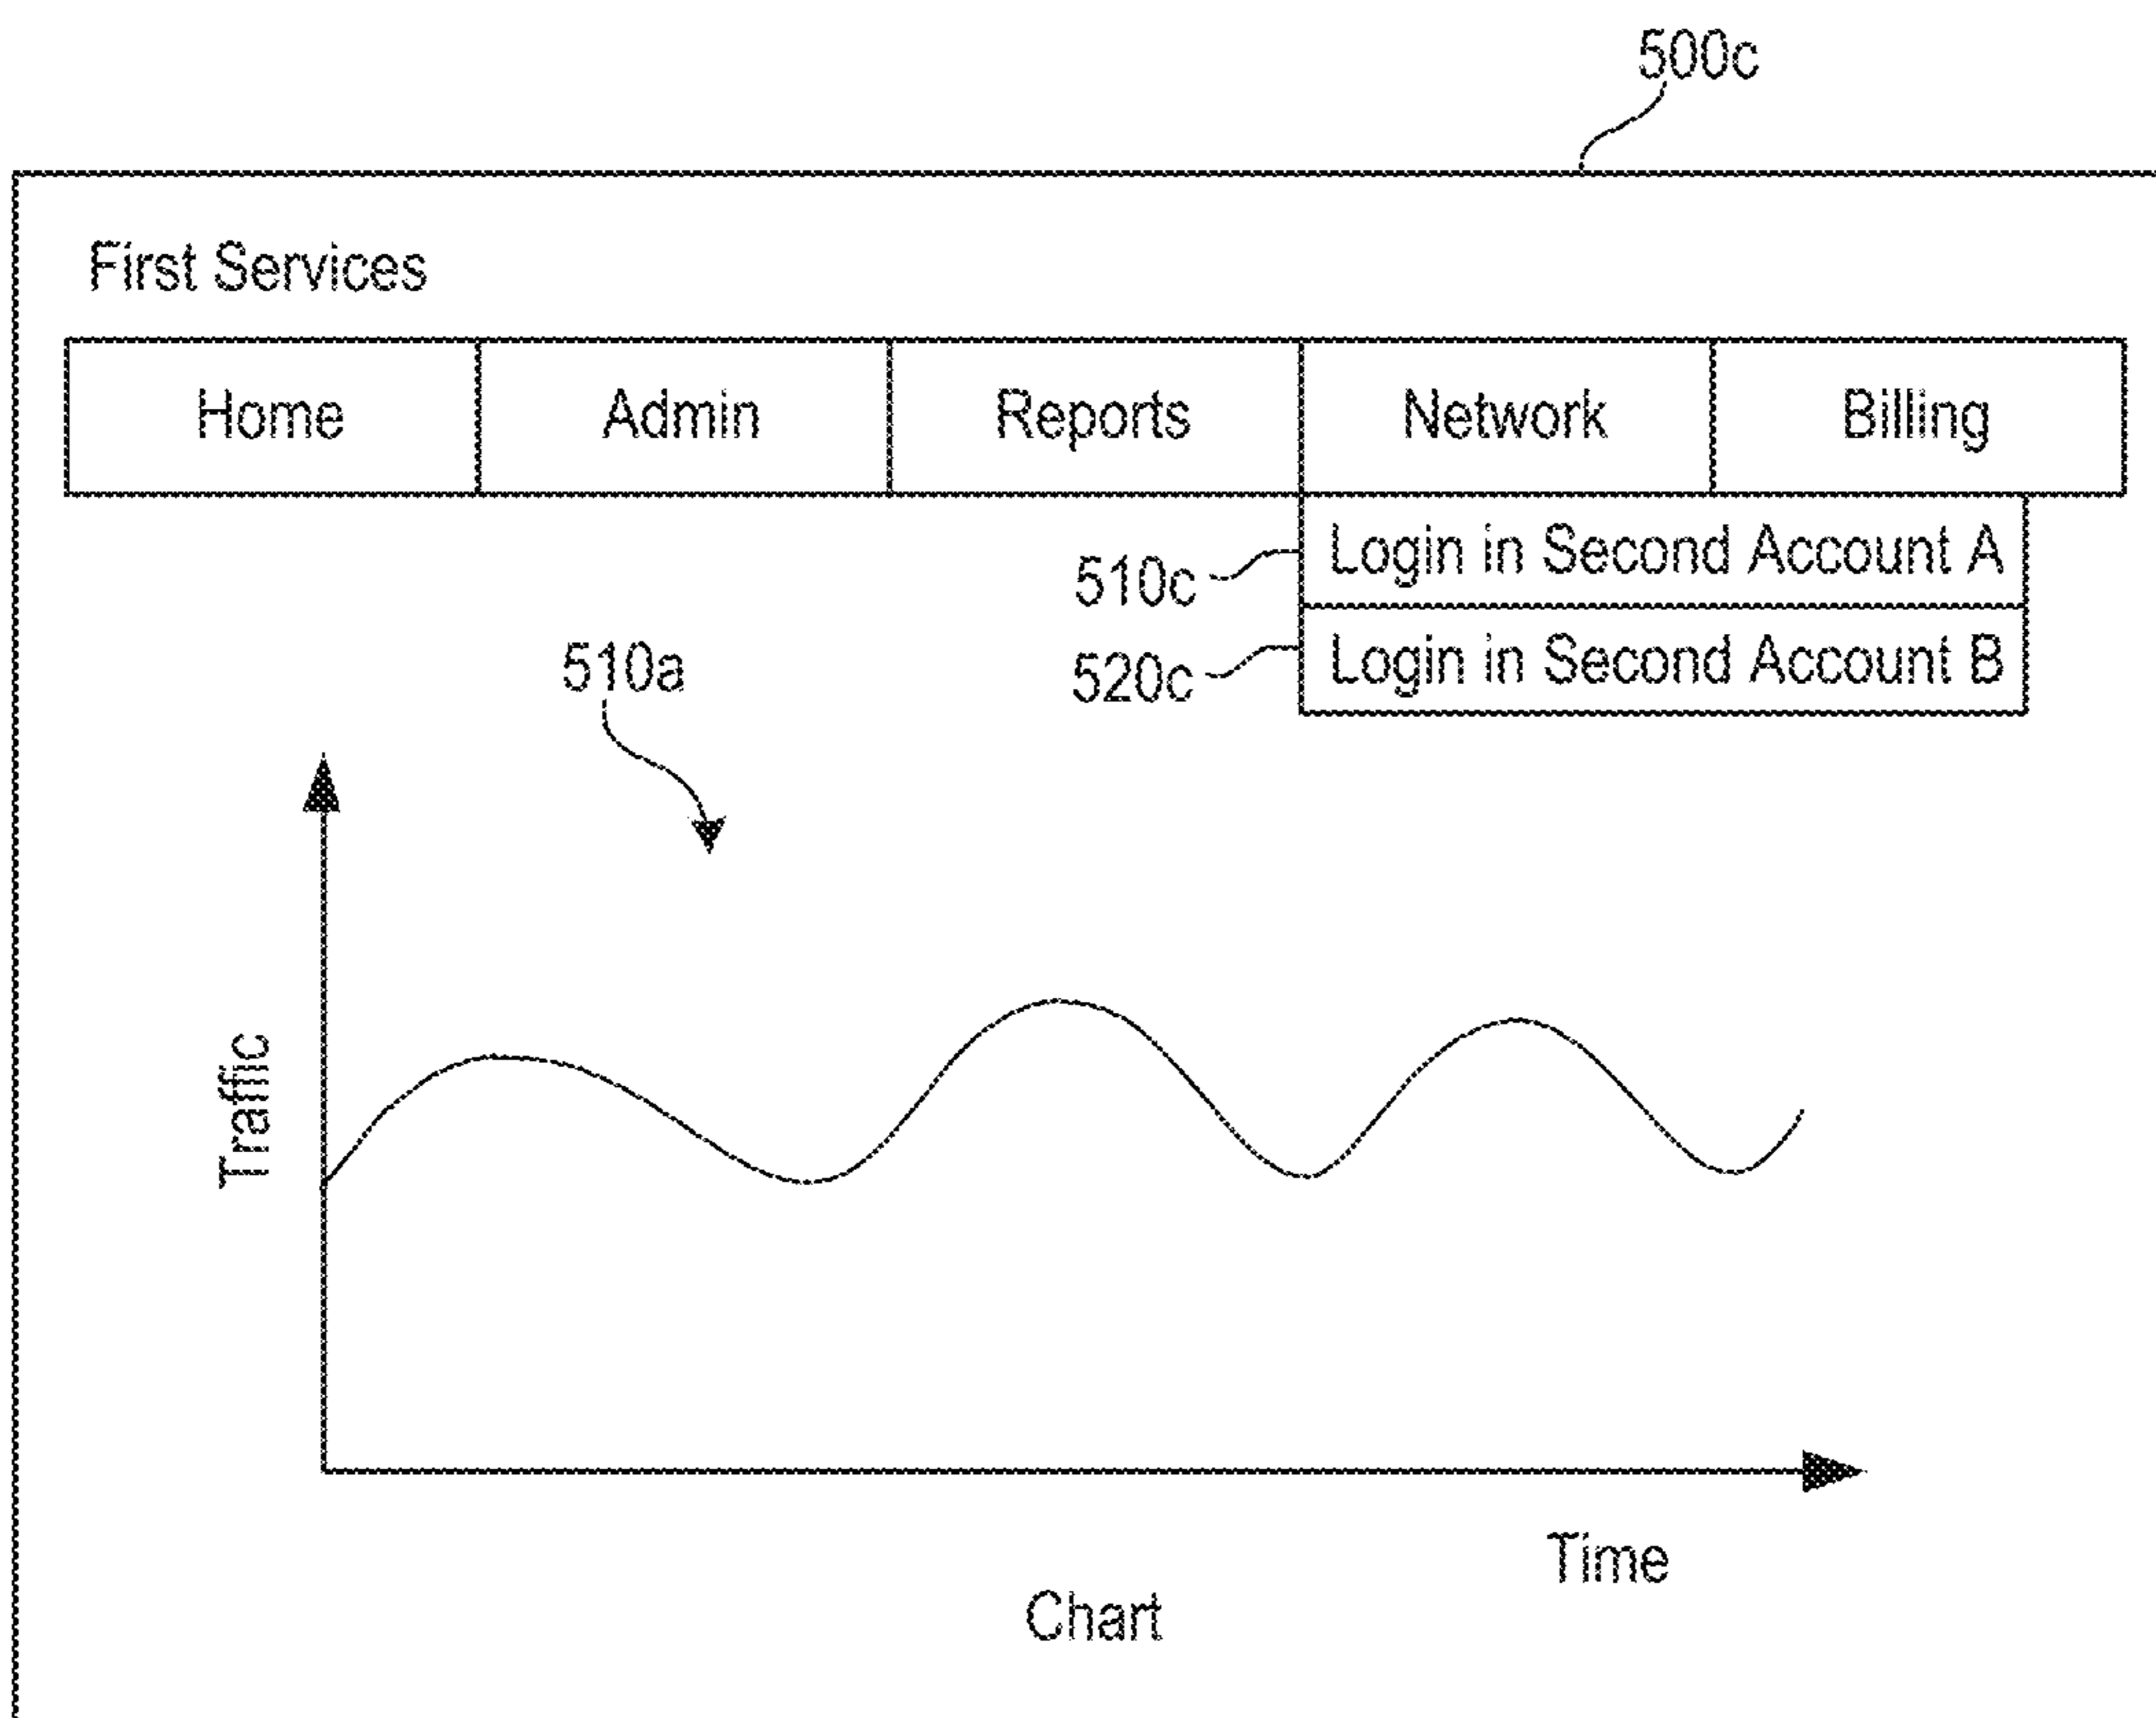 500c
First Services
Home Admin Reports Network Billing
510c Login in Second Account A
520c Login in Second Account B
510a
Traffic
Time
Chart